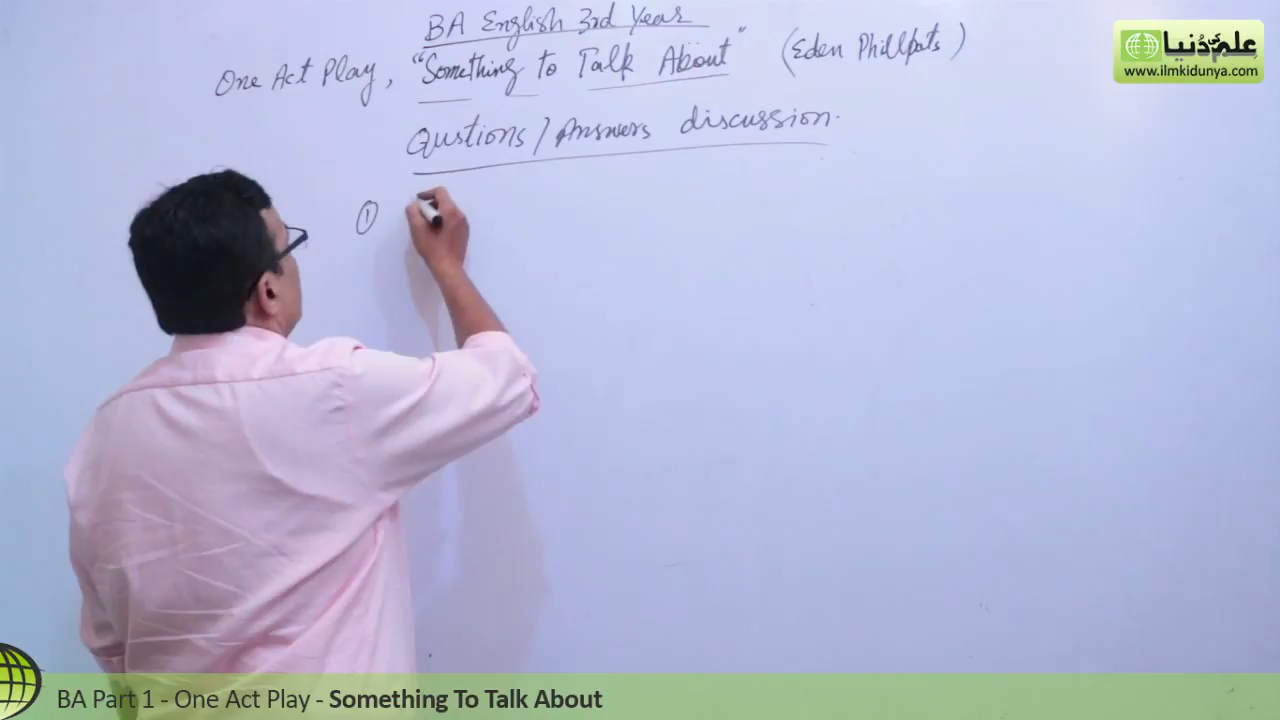 BA English 3rd Year
One Act Play, "Something to Talk About" (Eden Phillpots)
Qustions/Answers discussion.
①
علم کی دنیا
www.ilmkidunya.com
BA Part 1 - One Act Play - Something To Talk About